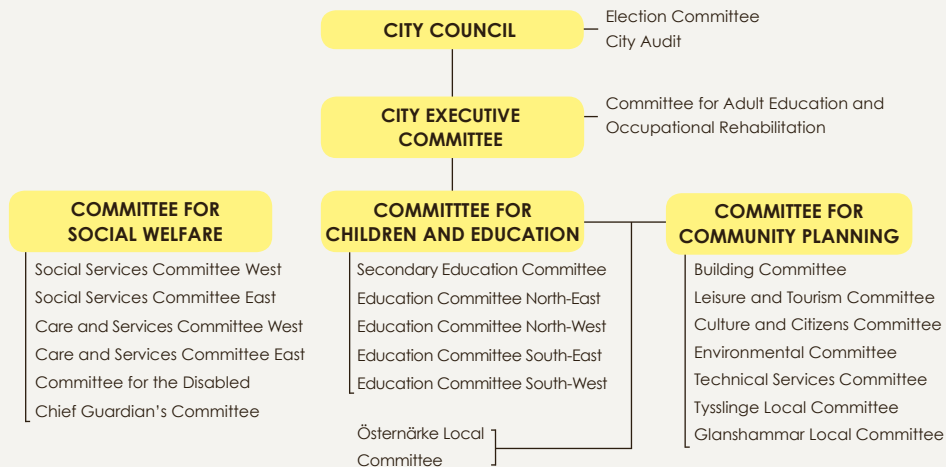 CITY COUNCIL
Election Committee
City Audit
CITY EXECUTIVE
COMMITTEE
Committee for Adult Education and
Occupational Rehabilitation
COMMITTEE FOR
SOCIAL WELFARE
Social Services Committee West
Social Services Committee East
Care and Services Committee West
Care and Services Committee East
Committee for the Disabled
Chief Guardian’s Committee
COMMITTTEE FOR
CHILDREN AND EDUCATION
Secondary Education Committee
Education Committee North-East
Education Committee North-West
Education Committee South-East
Education Committee South-West
Östernärke Local
Committee
COMMITTEE FOR
COMMUNITY PLANNING
Building Committee
Leisure and Tourism Committee
Culture and Citizens Committee
Environmental Committee
Technical Services Committee
Tysslinge Local Committee
Glanshammar Local Committee